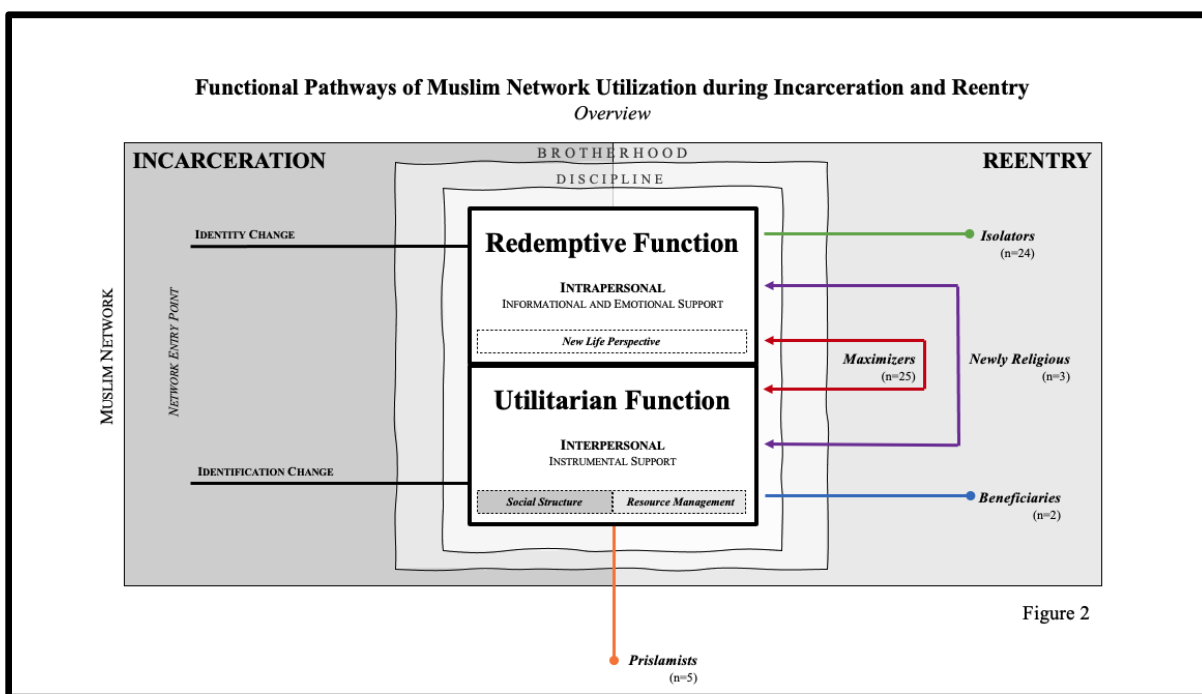 Functional Pathways of Muslim Network Utilization during Incarceration and Reentry
Overview
INCARCERATION
BROTHERHOOD
REENTRY
DISCIPLINE
MUSLIM NETWORK
NETWORK ENTRY POINT
IDENTITY CHANGE
Redemptive Function
INTRAPERSONAL
INFORMATIONAL AND EMOTIONAL SUPPORT
New Life Perspective
Isolators
(n=24)
Maximizers
(n=25)
Newly Religious
(n=3)
IDENTIFICATION CHANGE
Utilitarian Function
INTERPERSONAL
INSTRUMENTAL SUPPORT
Social Structure
Resource Management
Beneficiaries
(n=2)
Figure 2
Prislamists
(n=5)